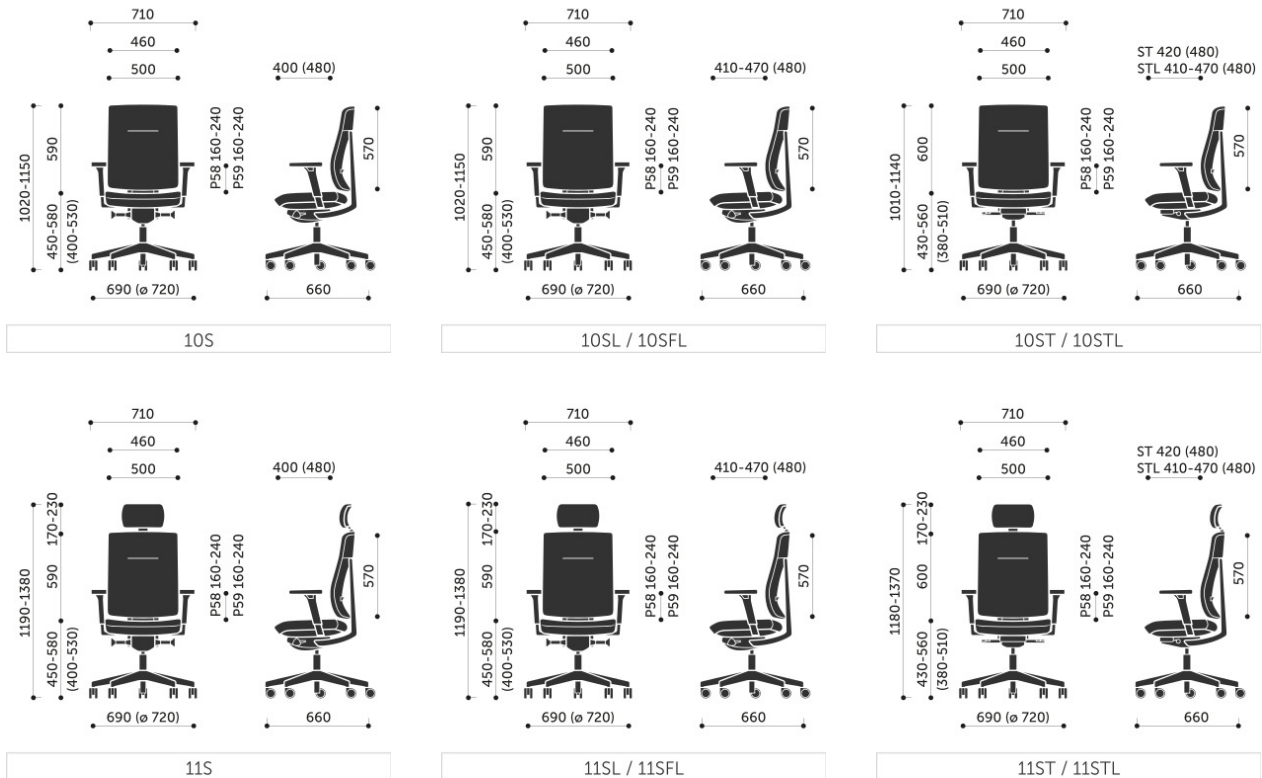 710
460
500
400 (480)
1020-1150
590
450-580
(400-530)
P58 160-240
P59 160-240
570
690 (ø 720)
660
10S
710
460
500
410-470 (480)
1020-1150
590
450-580
(400-530)
P58 160-240
P59 160-240
570
690 (ø 720)
660
10SL / 10SFL
710
460
500
ST 420 (480)
STL 410-470 (480)
1010-1140
600
430-560
(380-510)
P58 160-240
P59 160-240
570
690 (ø 720)
660
10ST / 10STL
710
460
500
400 (480)
1190-1380
170-230
590
450-580
(400-530)
P58 160-240
P59 160-240
570
690 (ø 720)
660
11S
710
460
500
410-470 (480)
1190-1380
170-230
590
450-580
(400-530)
P58 160-240
P59 160-240
570
690 (ø 720)
660
11SL / 11SFL
710
460
500
ST 420 (480)
STL 410-470 (480)
1180-1370
170-230
600
430-560
(380-510)
P58 160-240
P59 160-240
570
690 (ø 720)
660
11ST / 11STL